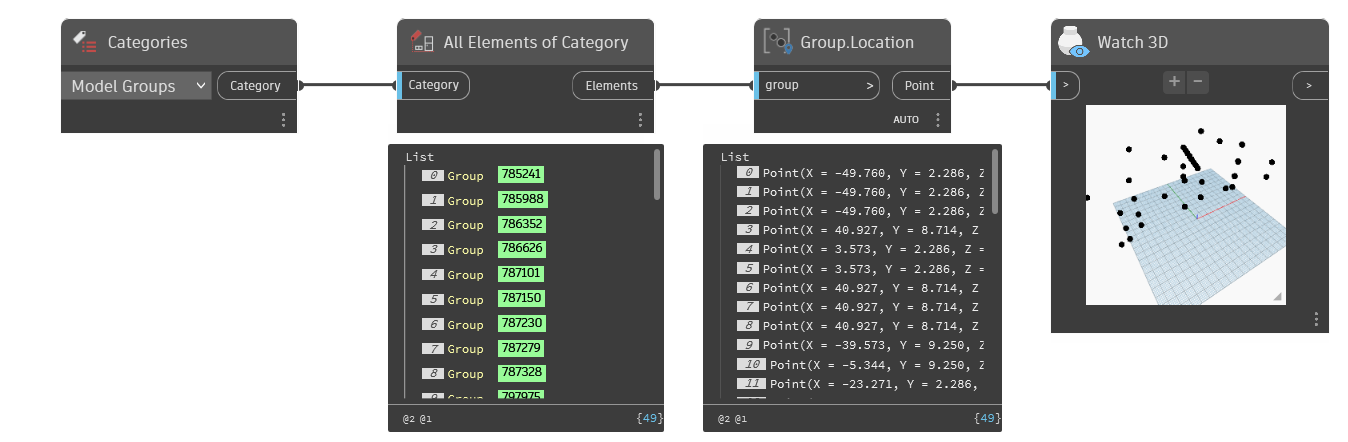 Categories
Model Groups
Category
All Elements of Category
Category
Elements
List
0 Group 785241
1 Group 785988
2 Group 786352
3 Group 786626
4 Group 787101
5 Group 787150
6 Group 787230
7 Group 787279
8 Group 787328
9 Group 797975
@2 @1 {49}
Group.Location
group >
Point
AUTO
List
0 Point(X = -49.760, Y = 2.286, Z
1 Point(X = -49.760, Y = 2.286, Z
2 Point(X = -49.760, Y = 2.286, Z
3 Point(X = 40.927, Y = 8.714, Z
4 Point(X = 3.573, Y = 2.286, Z =
5 Point(X = 3.573, Y = 2.286, Z =
6 Point(X = 40.927, Y = 8.714, Z
7 Point(X = 40.927, Y = 8.714, Z
8 Point(X = 40.927, Y = 8.714, Z
9 Point(X = -39.573, Y = 9.250, Z
10 Point(X = -5.344, Y = 9.250, Z
11 Point(X = -23.271, Y = 2.286,
@2 @1 {49}
Watch 3D
>
+ −
>